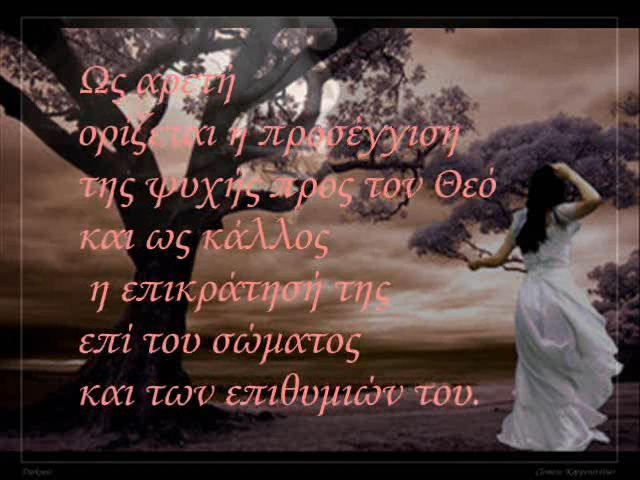 Ως αρετή
ορίζεται η προσέγγιση
της ψυχής προς τον Θεό
και ως κάλλος
η επικράτησή της
επί του σώματος
και των επιθυμιών του.
Darkness